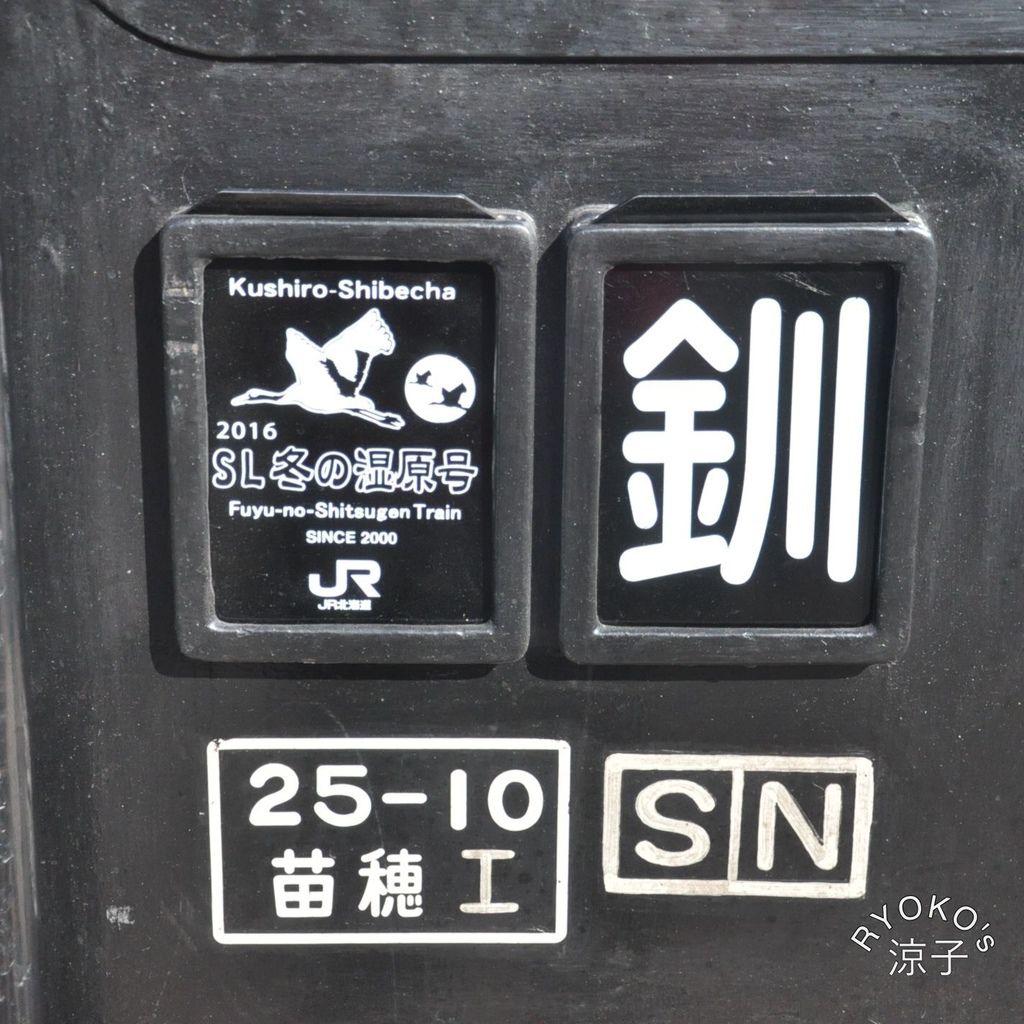 Kushiro-Shibecha
2016
SL冬の湿原号
Fuyu-no-Shitsugen Train
SINCE 2000
JR
JR北海道
釧
25-10
苗穂工
SN
RYOKO's
涼子